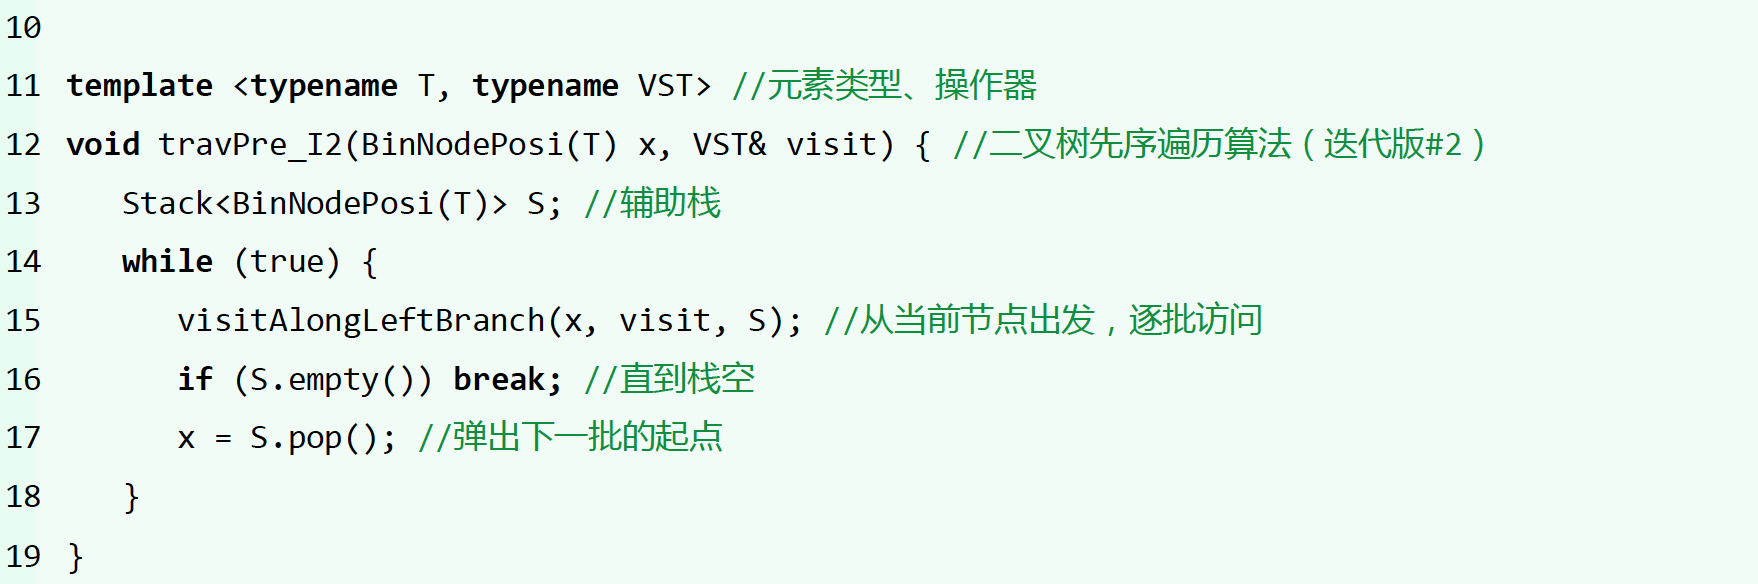 10
11 template <typename T, typename VST> //元素类型、操作器
12 void travPre_I2(BinNodePosi(T) x, VST& visit) { //二叉树先序遍历算法（迭代版#2）
13    Stack<BinNodePosi(T)> S; //辅助栈
14    while (true) {
15       visitAlongLeftBranch(x, visit, S); //从当前节点出发，逐批访问
16       if (S.empty()) break; //直到栈空
17       x = S.pop(); //弹出下一批的起点
18    }
19 }